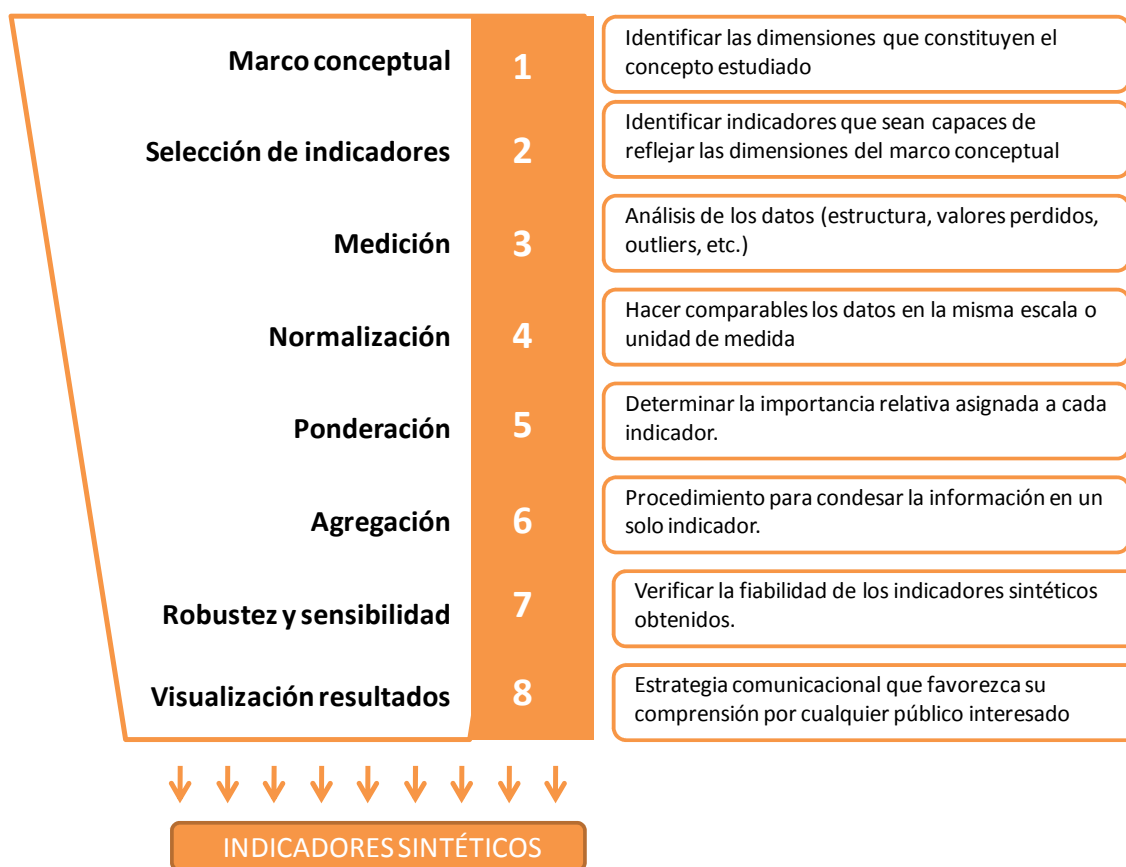 Marco conceptual
1
Identificar las dimensiones que constituyen el
concepto estudiado
Selección de indicadores
2
Identificar indicadores que sean capaces de
reflejar las dimensiones del marco conceptual
Medición
3
Análisis de los datos (estructura, valores perdidos,
outliers, etc.)
Normalización
4
Hacer comparables los datos en la misma escala o
unidad de medida
Ponderación
5
Determinar la importancia relativa asignada a cada
indicador.
Agregación
6
Procedimiento para condesar la información en un
solo indicador.
Robustez y sensibilidad
7
Verificar la fiabilidad de los indicadores sintéticos
obtenidos.
Visualización resultados
8
Estrategia comunicacional que favorezca su
comprensión por cualquier público interesado
INDICADORES SINTÉTICOS